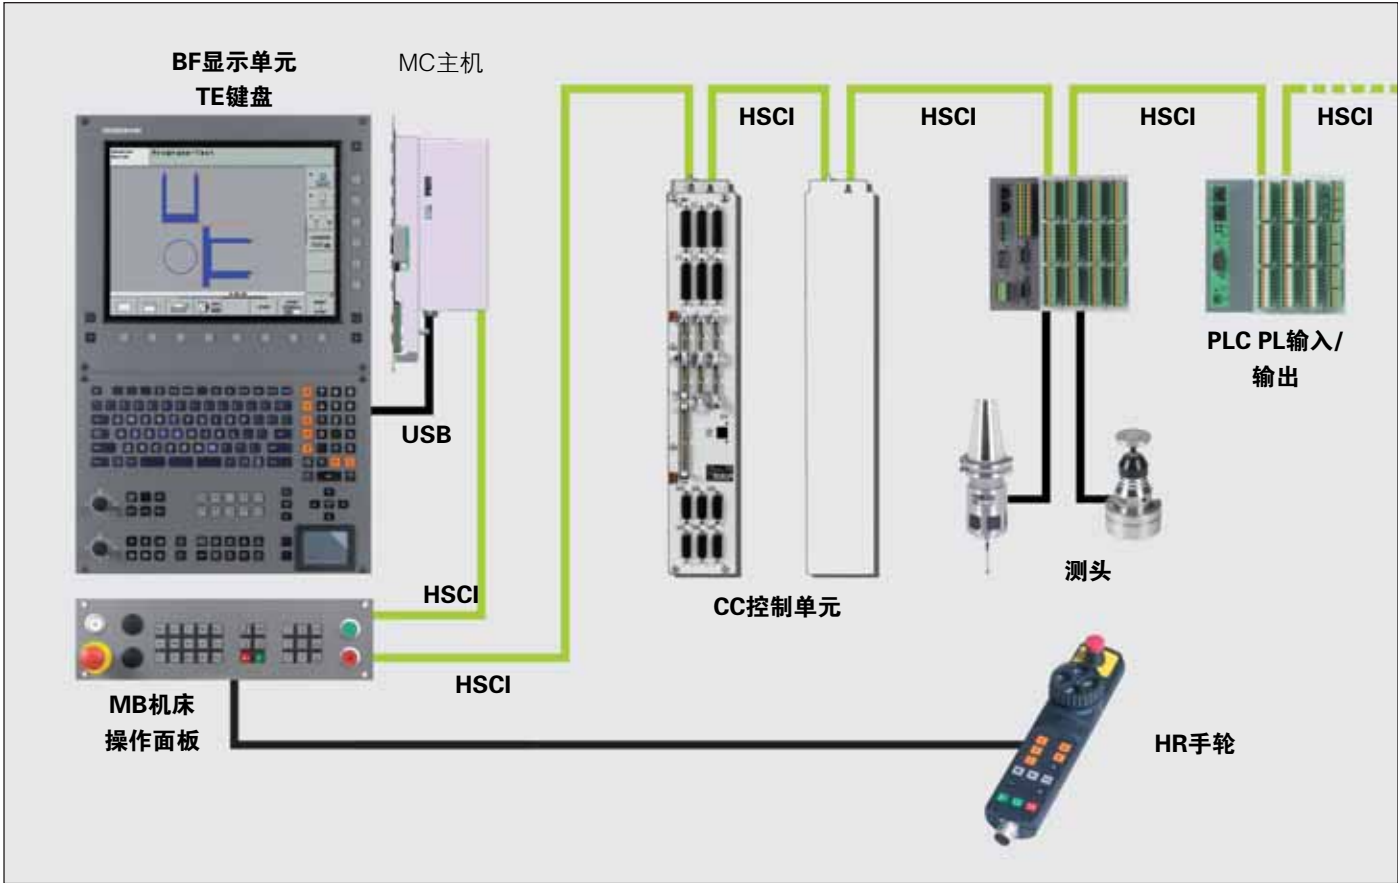 BF显示单元
TE键盘
MC主机
HSCI
HSCI
HSCI
HSCI
PLC PL输入/
输出
USB
测头
HSCI
CC控制单元
HSCI
MB机床
操作面板
HR手轮